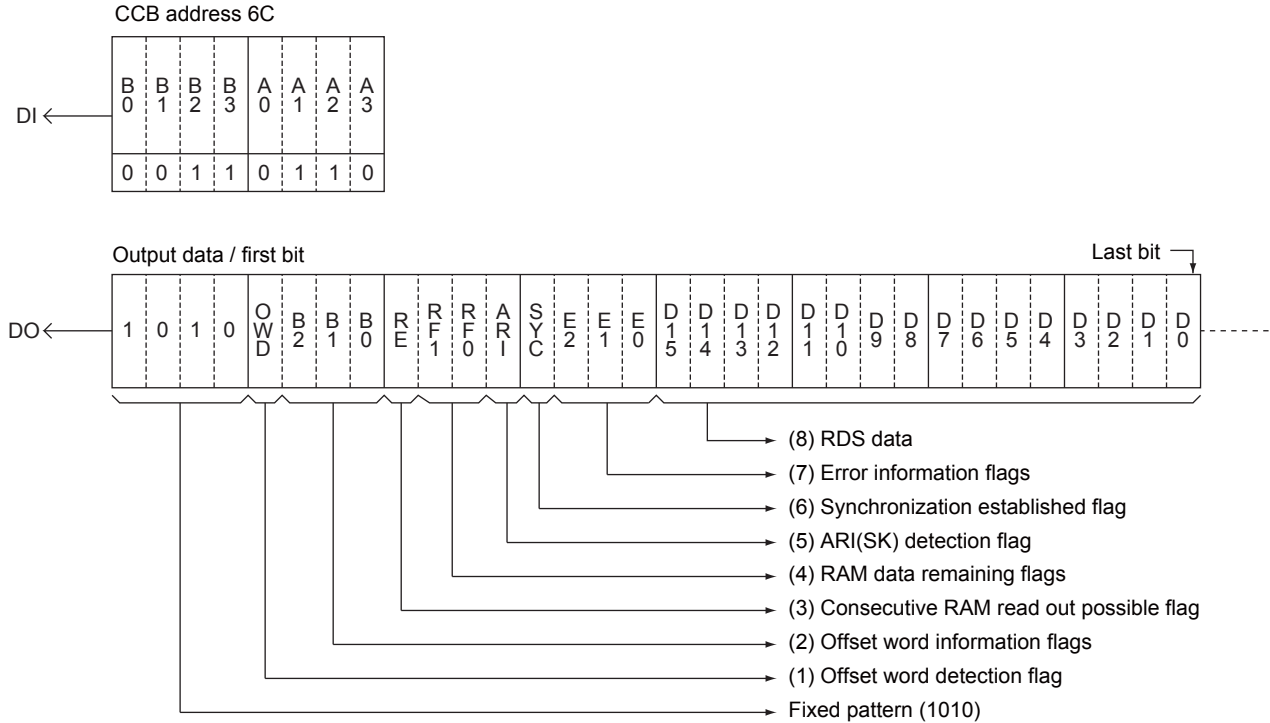 CCB address 6C
B0 B1 B2 B3 A0 A1 A2 A3
DI
0 0 1 1 0 1 1 0
Output data / first bit
Last bit
DO
1 0 1 0 OWD B2 B1 B0 RE RF1 RF0 ARI SYC E2 E1 E0 D15 D14 D13 D12 D11 D10 D9 D8 D7 D6 D5 D4 D3 D2 D1 D0
(8) RDS data
(7) Error information flags
(6) Synchronization established flag
(5) ARI(SK) detection flag
(4) RAM data remaining flags
(3) Consecutive RAM read out possible flag
(2) Offset word information flags
(1) Offset word detection flag
Fixed pattern (1010)